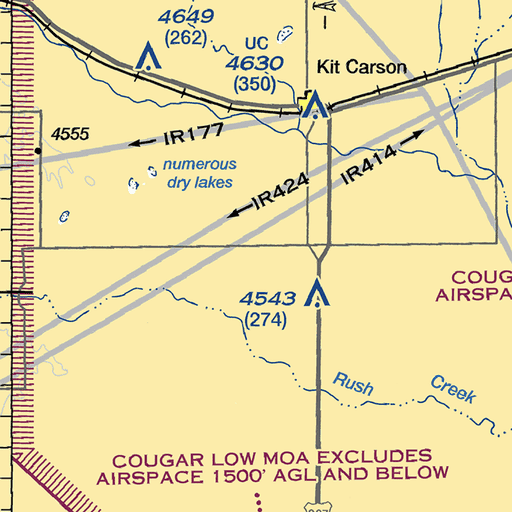 4649
(262)
UC
4630
(350)
Kit Carson
4555
IR177
numerous
dry lakes
IR424
IR414
COUG
AIRSPA
4543
(274)
Rush
Creek
COUGAR LOW MOA EXCLUDES
AIRSPACE 1500' AGL AND BELOW